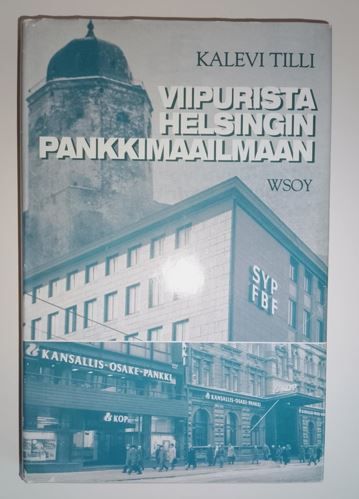 KALEVI TILLI
VIIPURISTA
HELSINGIN
PANKKIMAAILMAAN
WSOY
SYP
FBF
& KANSALLIS-OSAKE-PANKKI
& KANSALLIS-OSAKE-PANKKI
& KOP